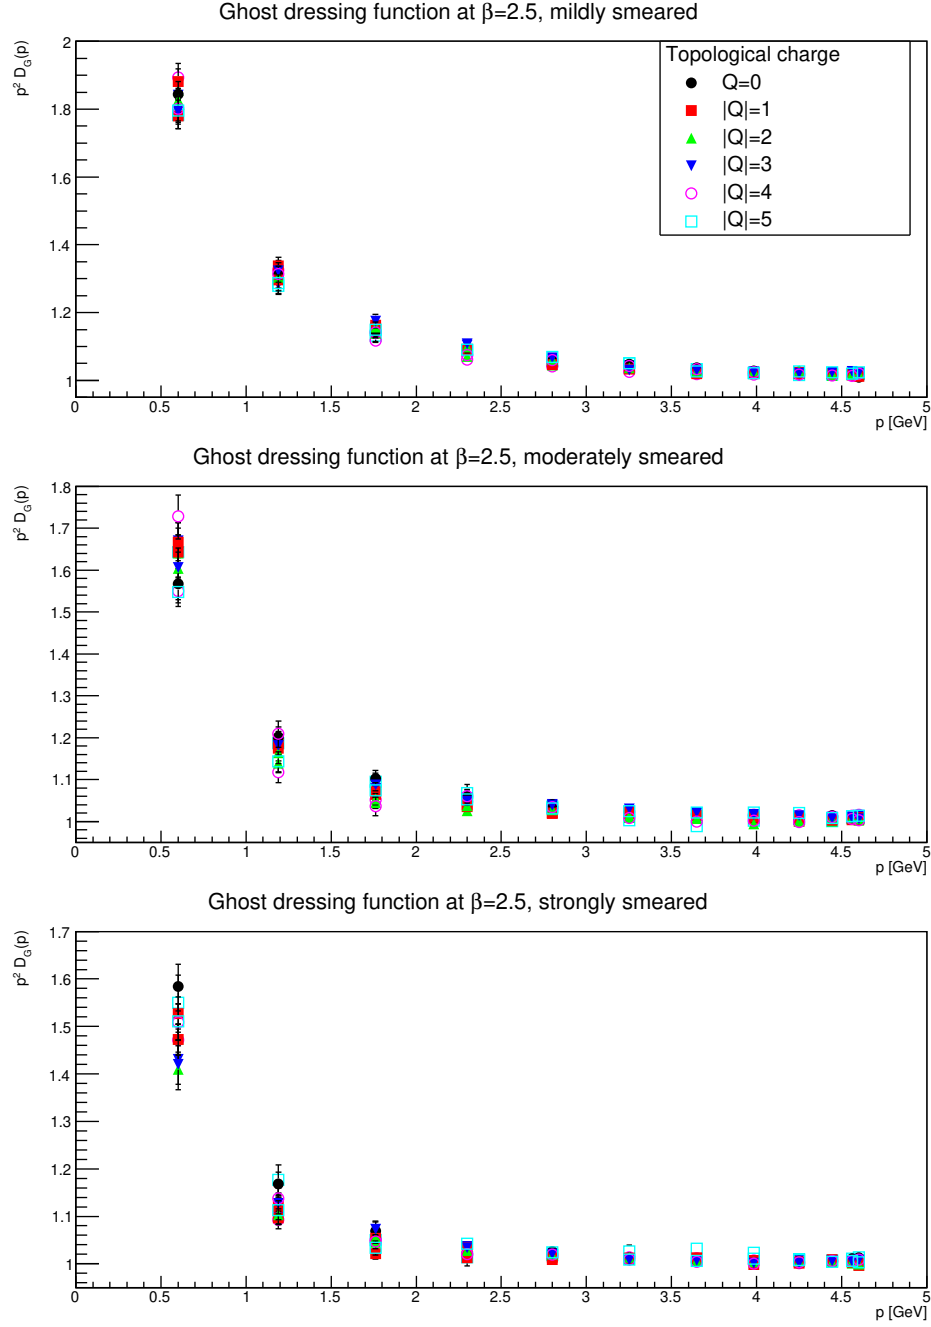 Ghost dressing function at β=2.5, mildly smeared
p² D_G(p)
2
1.8
1.6
1.4
1.2
1
Topological charge
Q=0
|Q|=1
|Q|=2
|Q|=3
|Q|=4
|Q|=5
0 0.5 1 1.5 2 2.5 3 3.5 4 4.5 5
p [GeV]
Ghost dressing function at β=2.5, moderately smeared
p² D_G(p)
1.8
1.7
1.6
1.5
1.4
1.3
1.2
1.1
1
0 0.5 1 1.5 2 2.5 3 3.5 4 4.5 5
p [GeV]
Ghost dressing function at β=2.5, strongly smeared
p² D_G(p)
1.7
1.6
1.5
1.4
1.3
1.2
1.1
1
0 0.5 1 1.5 2 2.5 3 3.5 4 4.5 5
p [GeV]